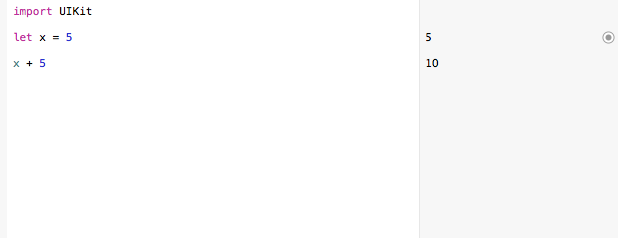 import UIKit
let x = 5 5
x + 5 10